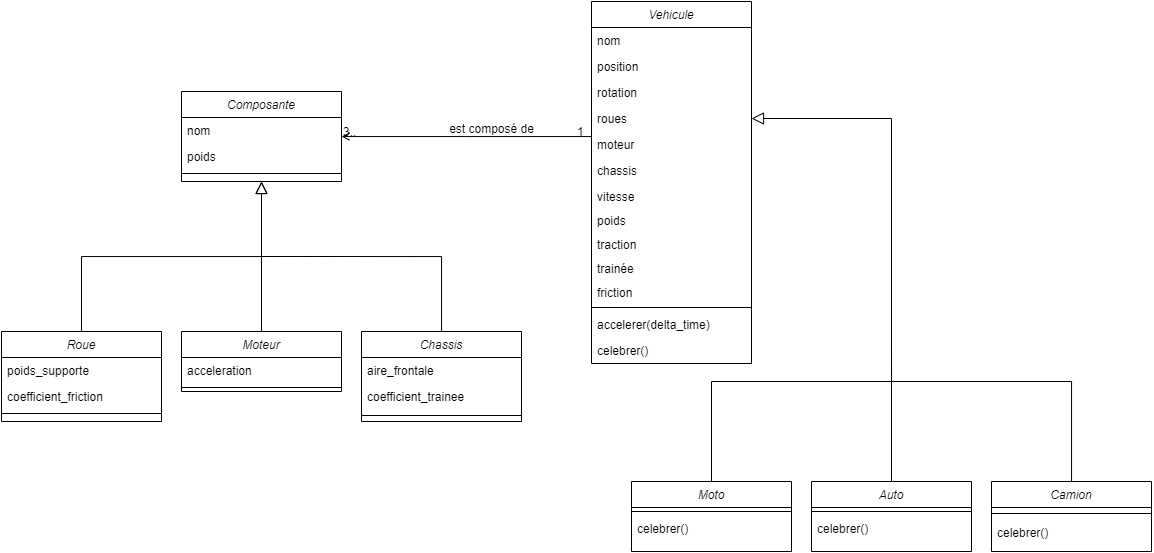 Vehicule
nom
position
rotation
roues
moteur
chassis
vitesse
poids
traction
trainée
friction
accelerer(delta_time)
celebrer()
Composante
nom
poids
3..
est composé de
1
Roue
poids_supporte
coefficient_friction
Moteur
acceleration
Chassis
aire_frontale
coefficient_trainee
Moto
celebrer()
Auto
celebrer()
Camion
celebrer()